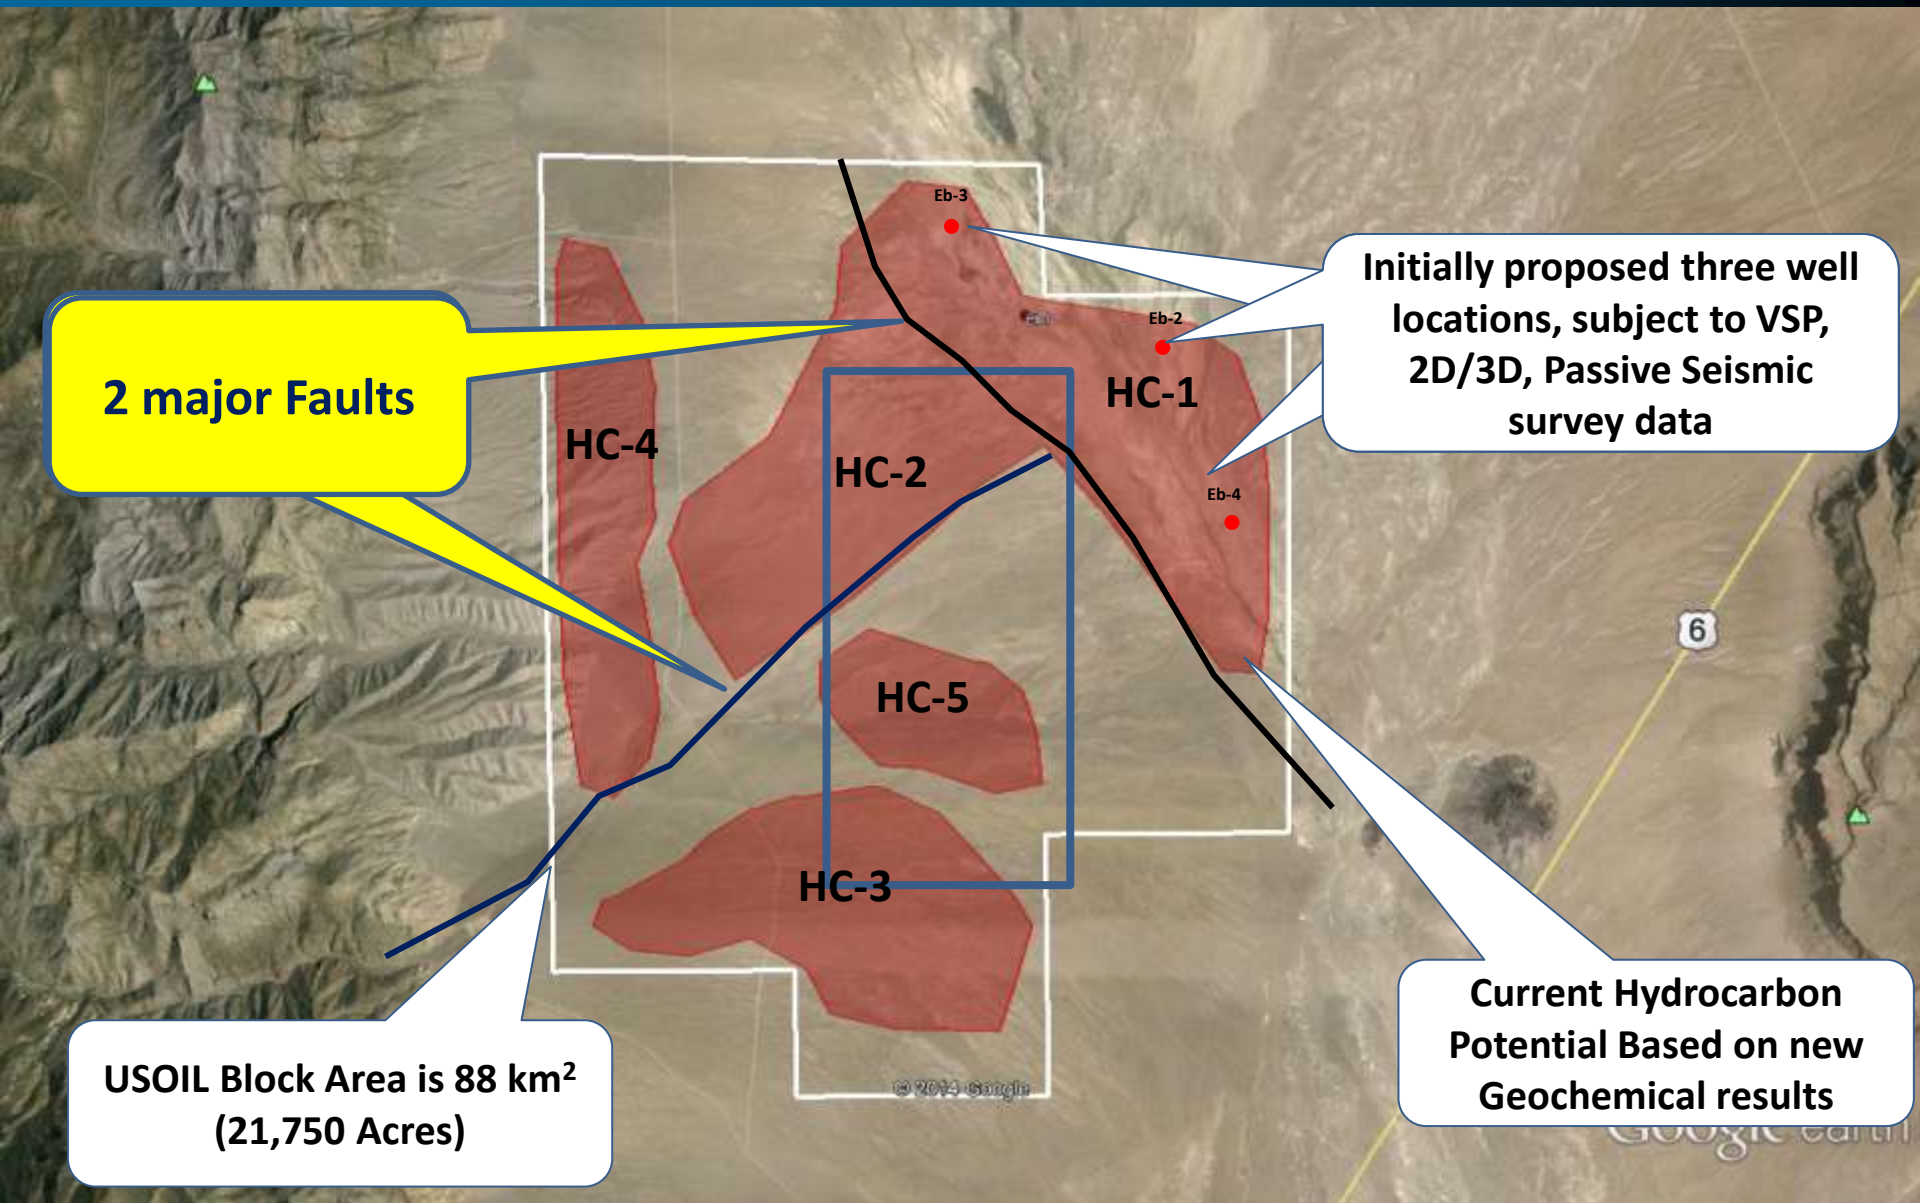 Eb-3
Initially proposed three well
locations, subject to VSP,
2D/3D, Passive Seismic
survey data
Eb-2
2 major Faults
HC-1
HC-4
HC-2
Eb-4
6
HC-5
HC-3
Current Hydrocarbon
Potential Based on new
Geochemical results
USOIL Block Area is 88 km²
(21,750 Acres)
© 2014 Google
Google earth